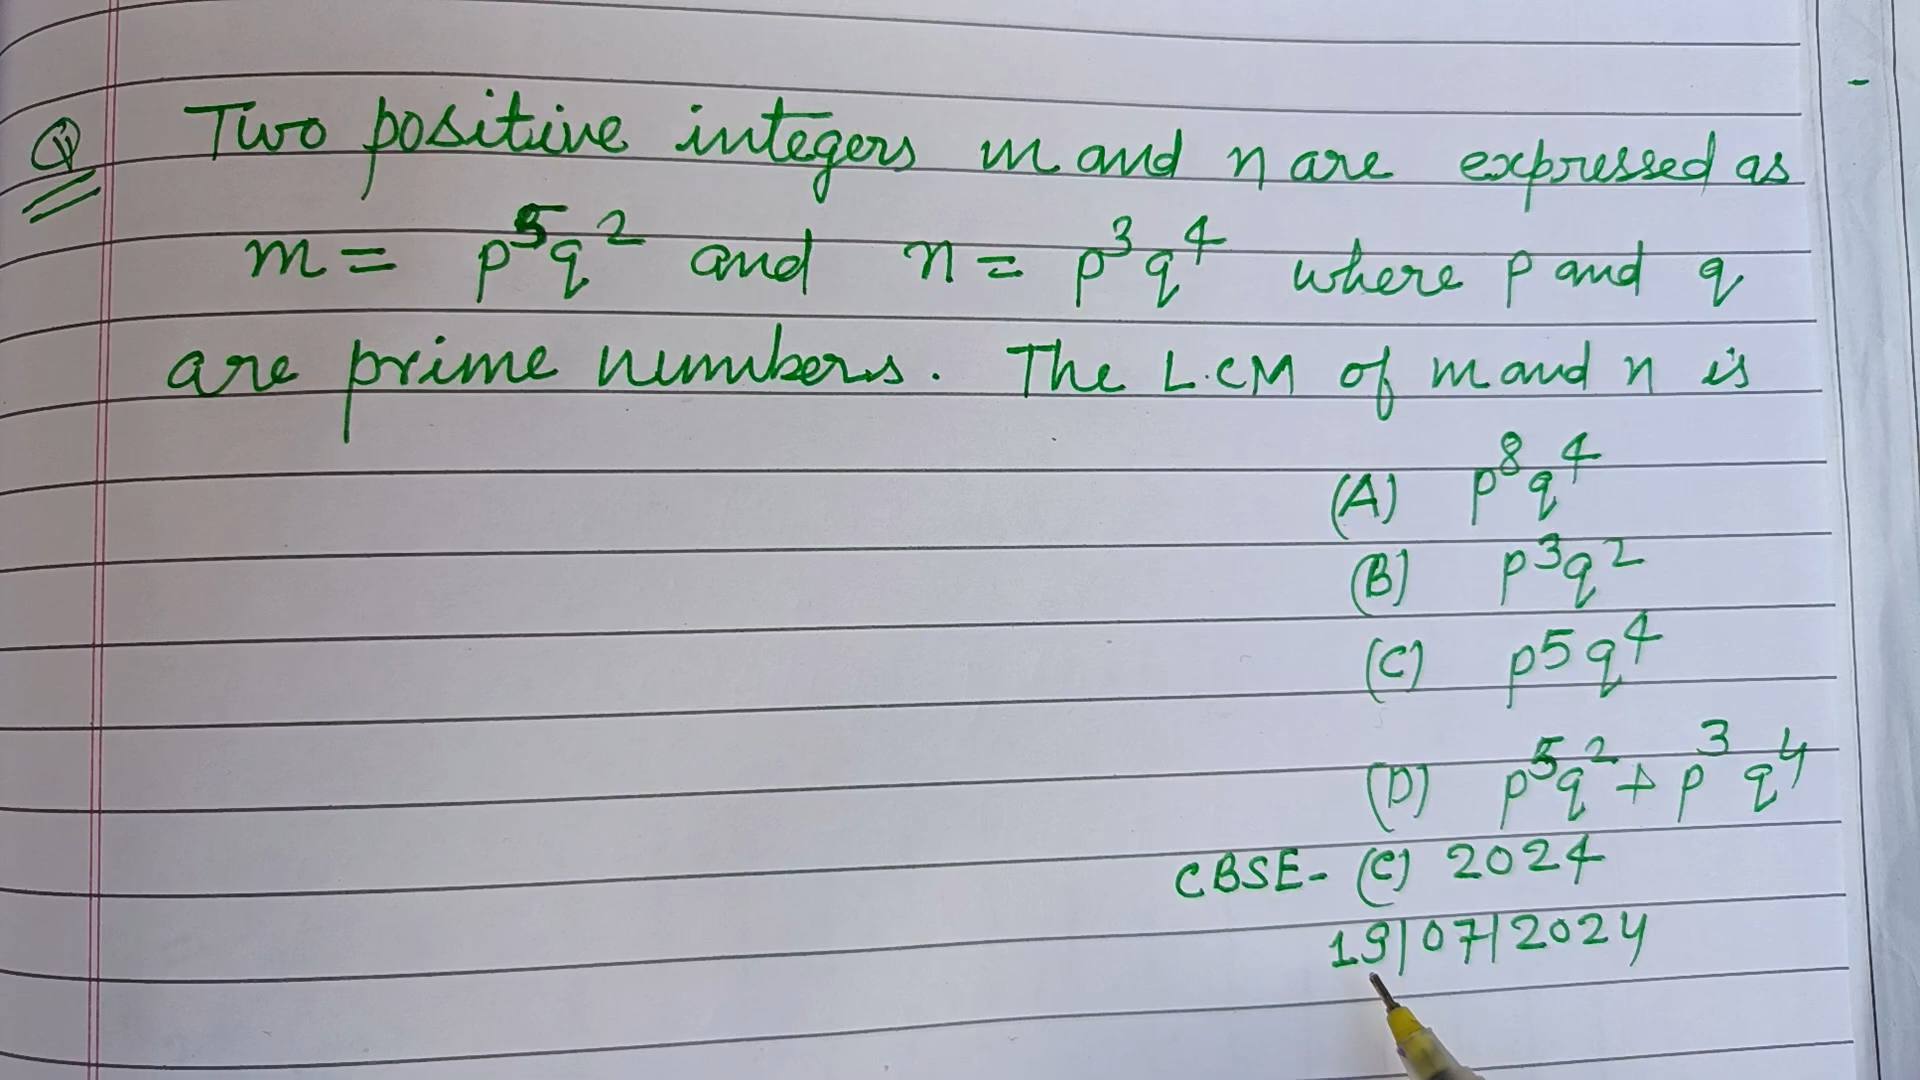 Q Two positive integers m and n are expressed as
m = p⁵q² and n = p³q⁴ where p and q
are prime numbers. The L.CM of m and n is
(A) p⁸q⁴
(B) p³q²
(C) p⁵q⁴
(D) p⁵q² + p³q⁴
CBSE- (C) 2024
19/07/2024